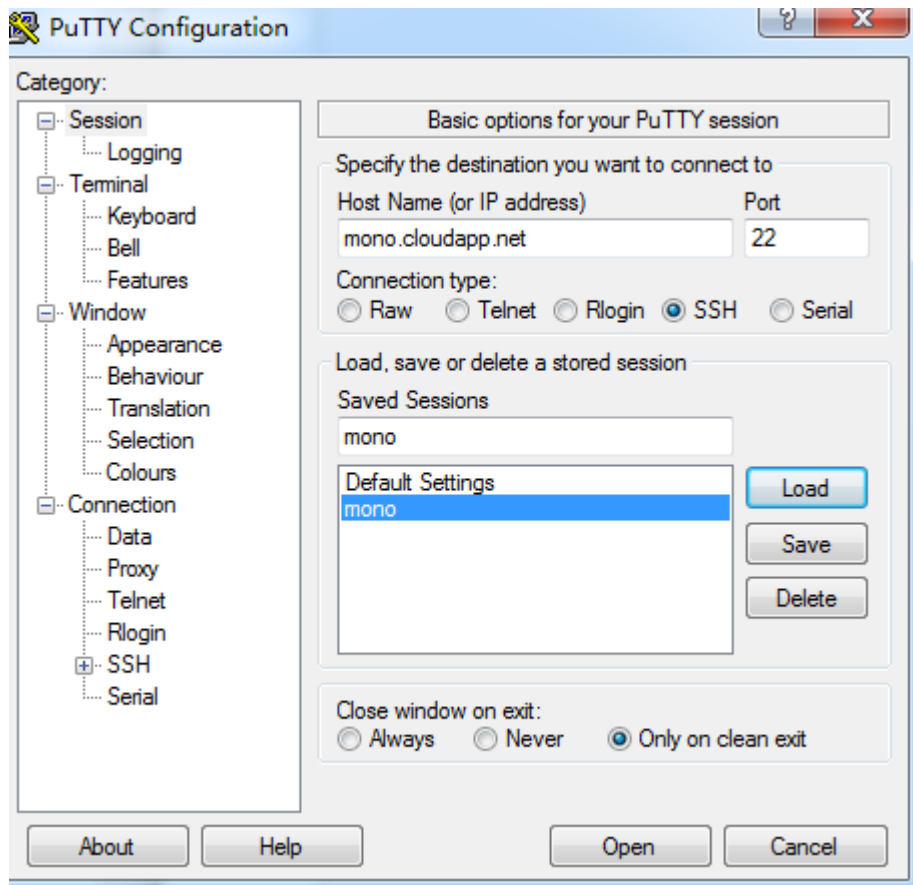 PuTTY Configuration
Category:
Session
Logging
Terminal
Keyboard
Bell
Features
Window
Appearance
Behaviour
Translation
Selection
Colours
Connection
Data
Proxy
Telnet
Rlogin
SSH
Serial
Basic options for your PuTTY session
Specify the destination you want to connect to
Host Name (or IP address) Port
mono.cloudapp.net 22
Connection type:
Raw Telnet Rlogin SSH Serial
Load, save or delete a stored session
Saved Sessions
mono
Default Settings
mono
Load
Save
Delete
Close window on exit:
Always Never Only on clean exit
About Help Open Cancel